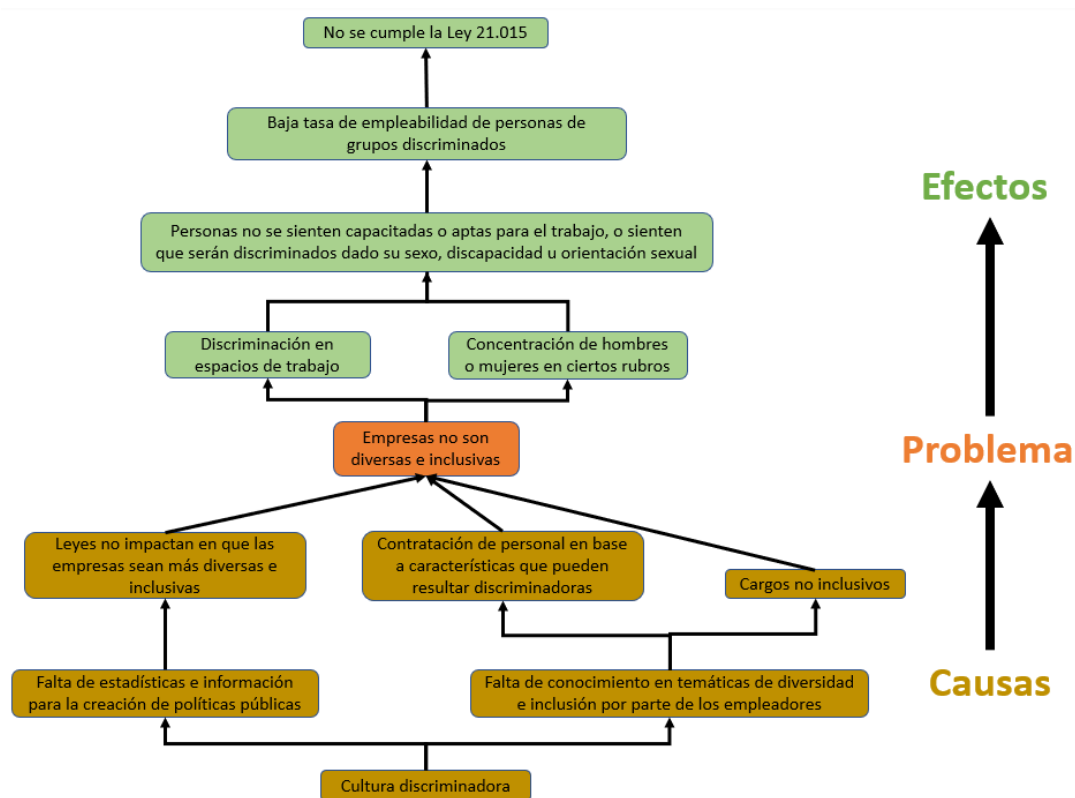 No se cumple la Ley 21.015
Baja tasa de empleabilidad de personas de
grupos discriminados
Efectos
Personas no se sienten capacitadas o aptas para el trabajo, o sienten
que serán discriminados dado su sexo, discapacidad u orientación sexual
Discriminación en
espacios de trabajo
Concentración de hombres
o mujeres en ciertos rubros
Empresas no son
diversas e inclusivas
Problema
Leyes no impactan en que las
empresas sean más diversas e
inclusivas
Contratación de personal en base
a características que pueden
resultar discriminadoras
Cargos no inclusivos
Falta de estadísticas e información
para la creación de políticas públicas
Falta de conocimiento en temáticas de diversidad
e inclusión por parte de los empleadores
Causas
Cultura discriminadora